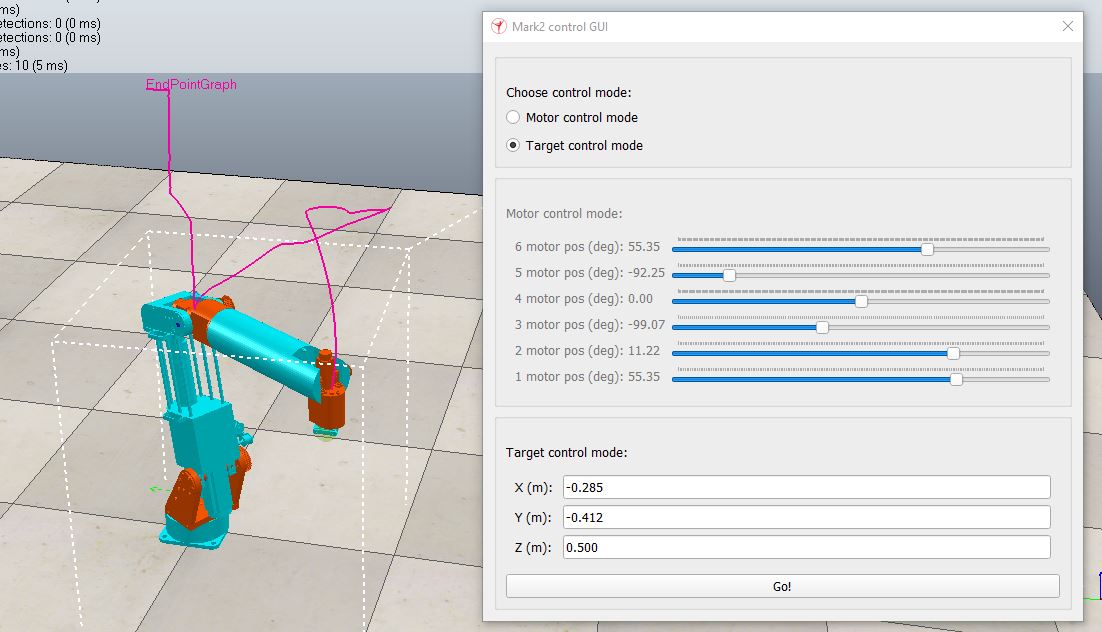 ms)
etections: 0 (0 ms)
etections: 0 (0 ms)
ms)
s: 10 (5 ms)
EndPointGraph
Mark2 control GUI
Choose control mode:
Motor control mode
Target control mode
Motor control mode:
6 motor pos (deg): 55.35
5 motor pos (deg): -92.25
4 motor pos (deg): 0.00
3 motor pos (deg): -99.07
2 motor pos (deg): 11.22
1 motor pos (deg): 55.35
Target control mode:
X (m): -0.285
Y (m): -0.412
Z (m): 0.500
Go!